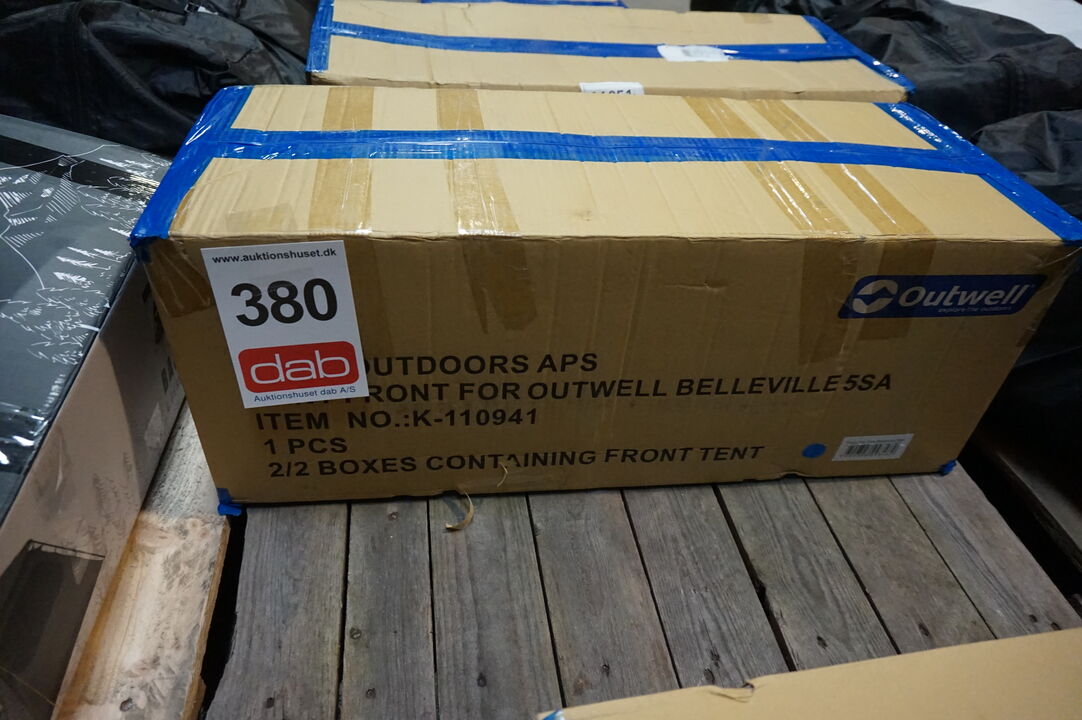 www.auktionshuset.dk
380
dab
Auktionshuset dab A/S
Outwell
explore the outdoors
OUTDOORS APS
FRONT FOR OUTWELL BELLEVILLE 5SA
ITEM NO.:K-110941
1 PCS
2/2 BOXES CONTAINING FRONT TENT